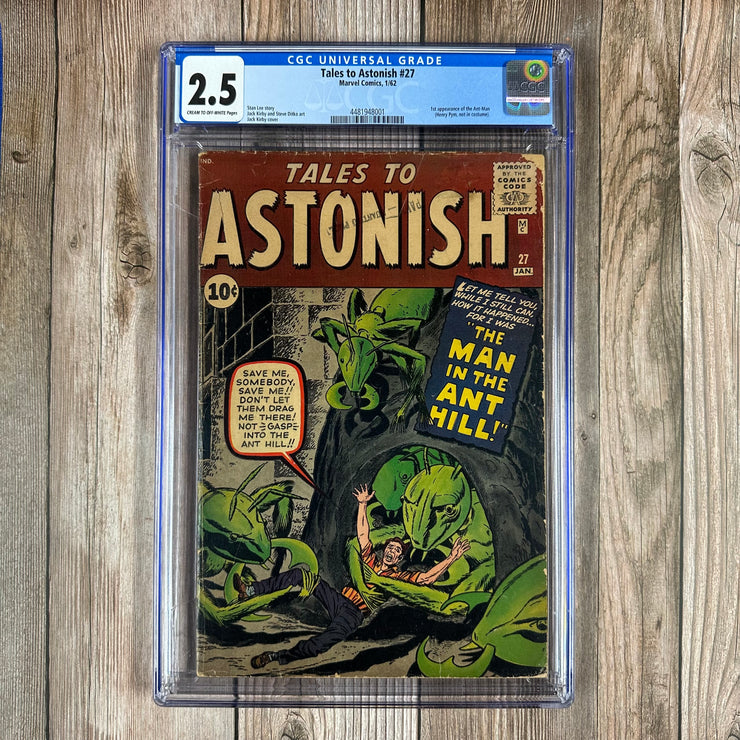 CGC UNIVERSAL GRADE
2.5
CREAM TO OFF-WHITE Pages
Tales to Astonish #27
Marvel Comics, 1/62
Stan Lee story
Jack Kirby and Steve Ditko art
Jack Kirby cover
4481948001
1st appearance of the Ant-Man
(Henry Pym, not in costume)
CGC
IND.
TALES TO
ASTONISH
APPROVED
BY THE
COMICS
CODE
AUTHORITY
MC
27
JAN.
10¢
LET ME TELL YOU,
WHILE I STILL CAN,
HOW IT HAPPENED...
FOR I WAS
"THE
MAN
IN THE
ANT
HILL!"
SAVE ME,
SOMEBODY,
SAVE ME!!
DON'T LET
THEM DRAG
ME THERE!
NOT -GASP-
INTO THE
ANT HILL!!